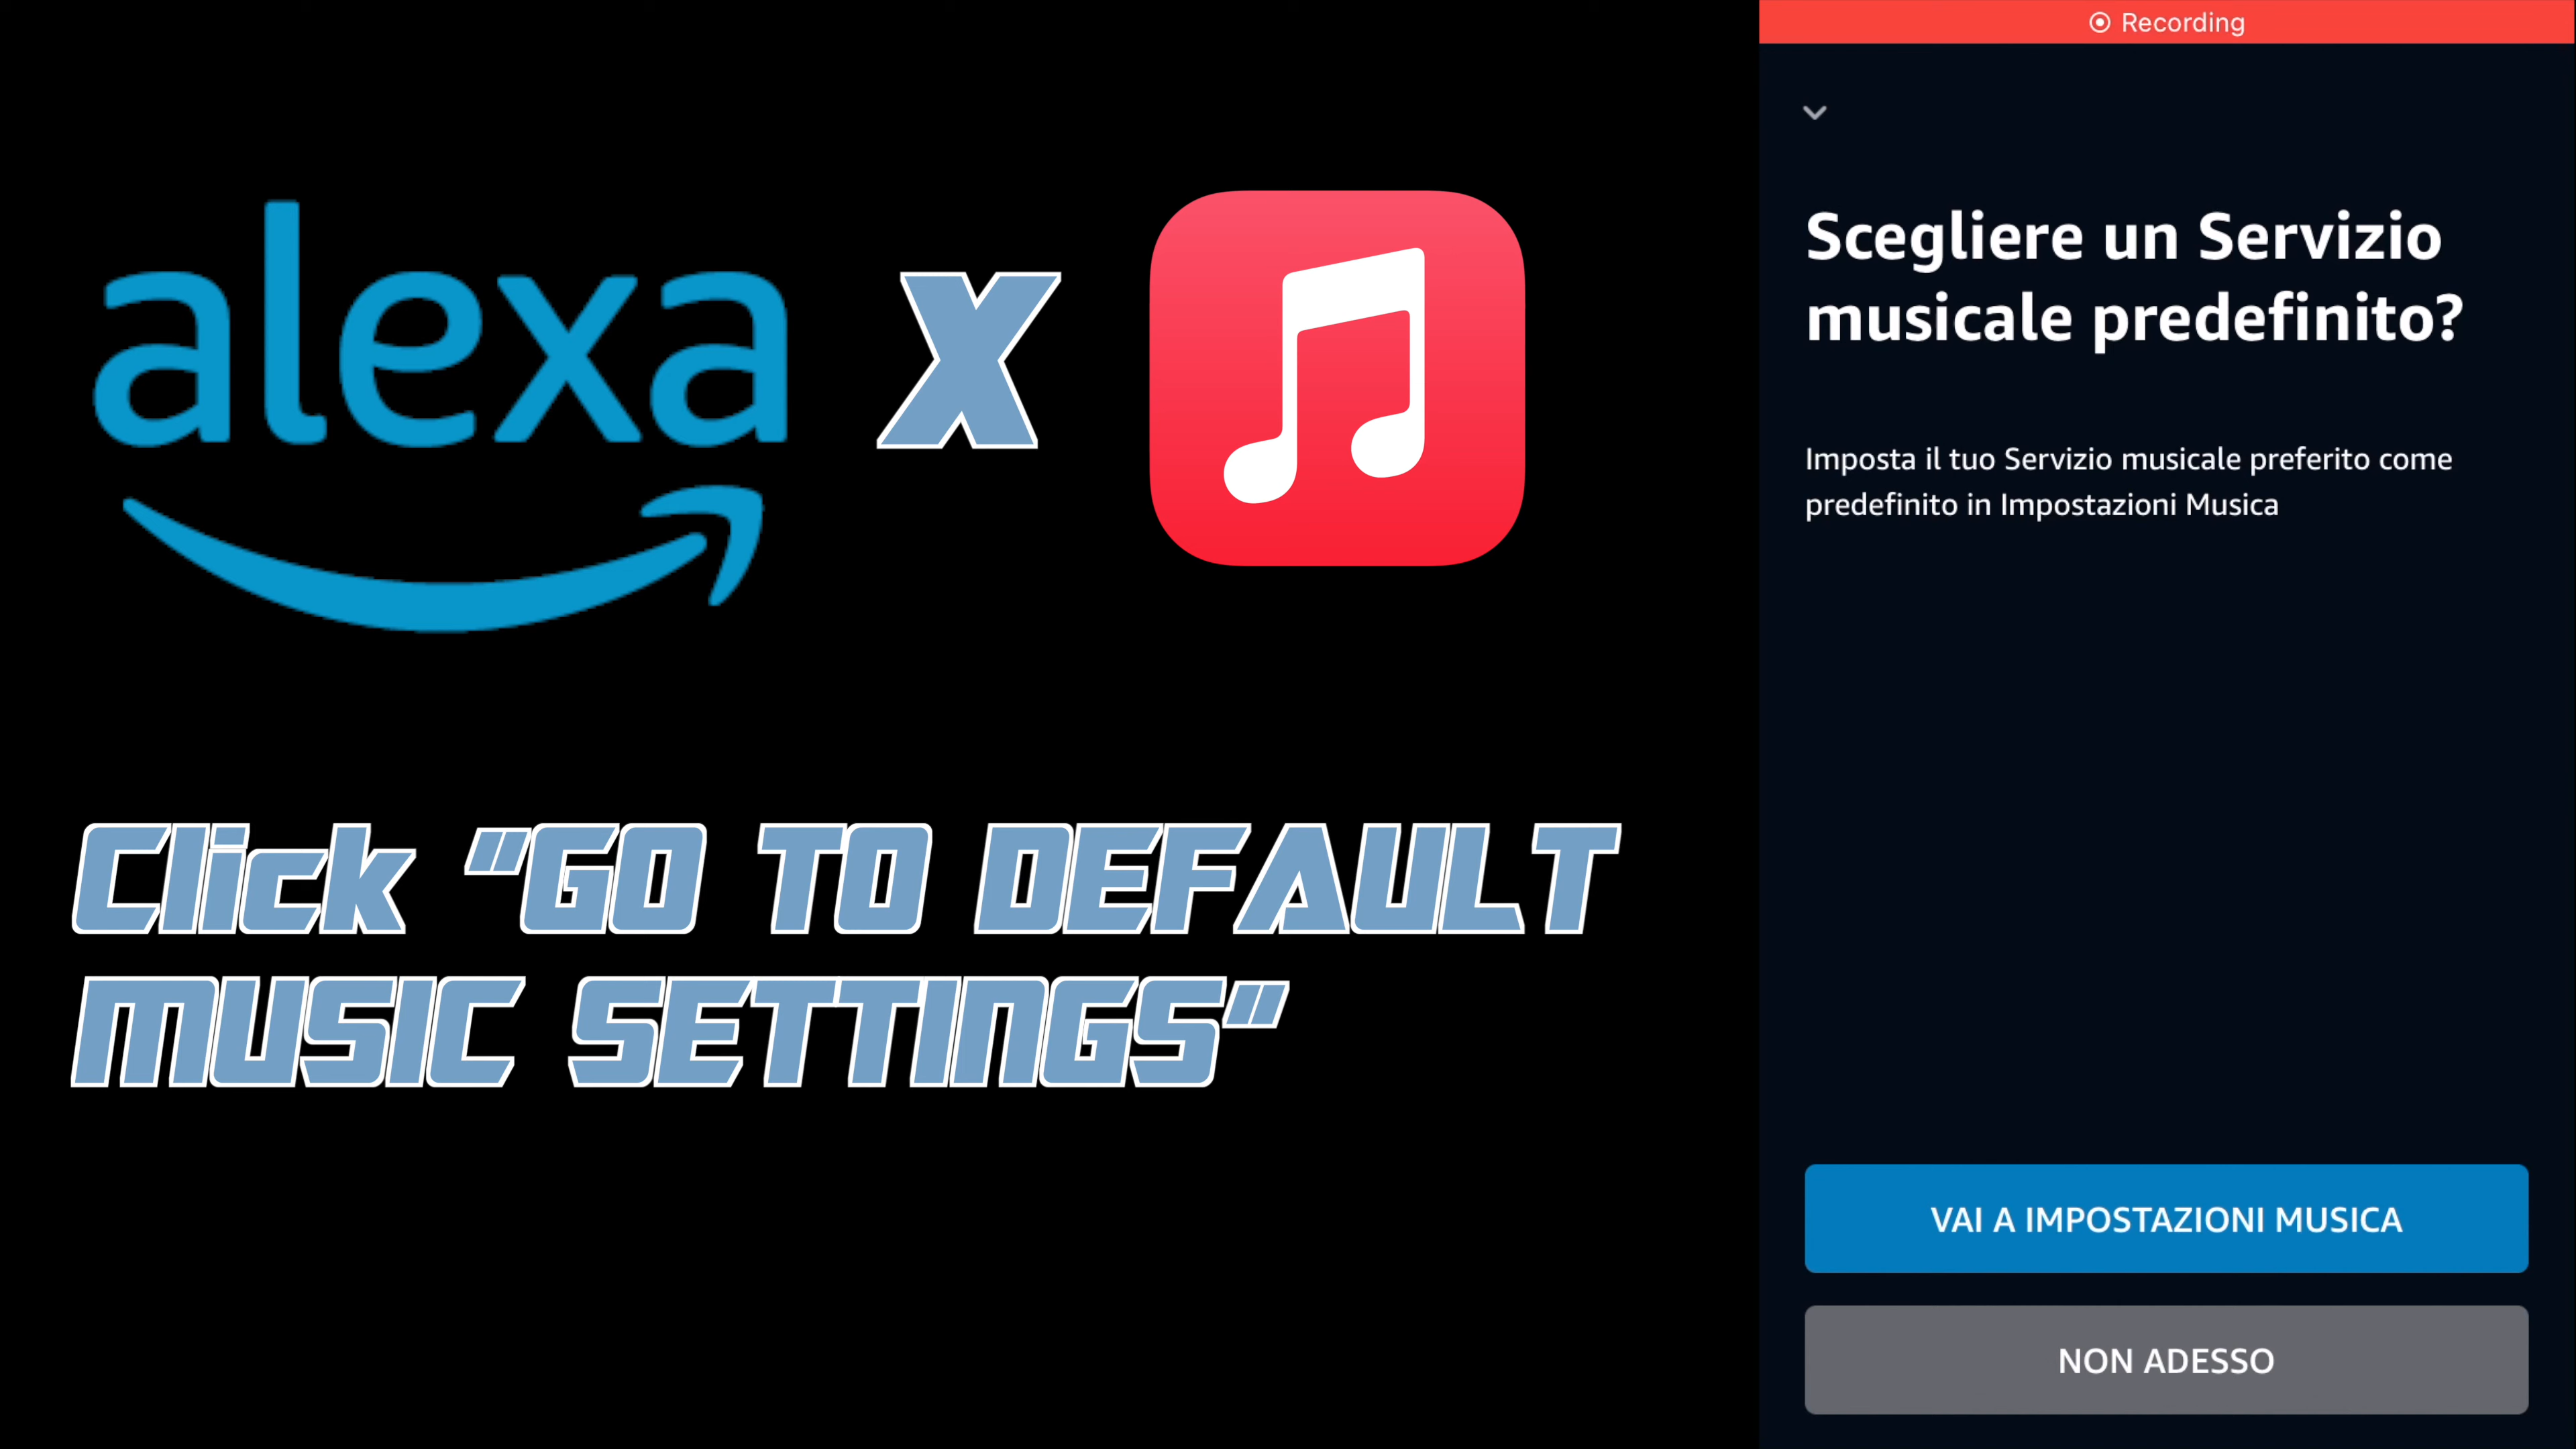 alexa X
Click "GO TO DEFAULT
MUSIC SETTINGS"
Recording
Scegliere un Servizio
musicale predefinito?
Imposta il tuo Servizio musicale preferito come
predefinito in Impostazioni Musica
VAI A IMPOSTAZIONI MUSICA
NON ADESSO